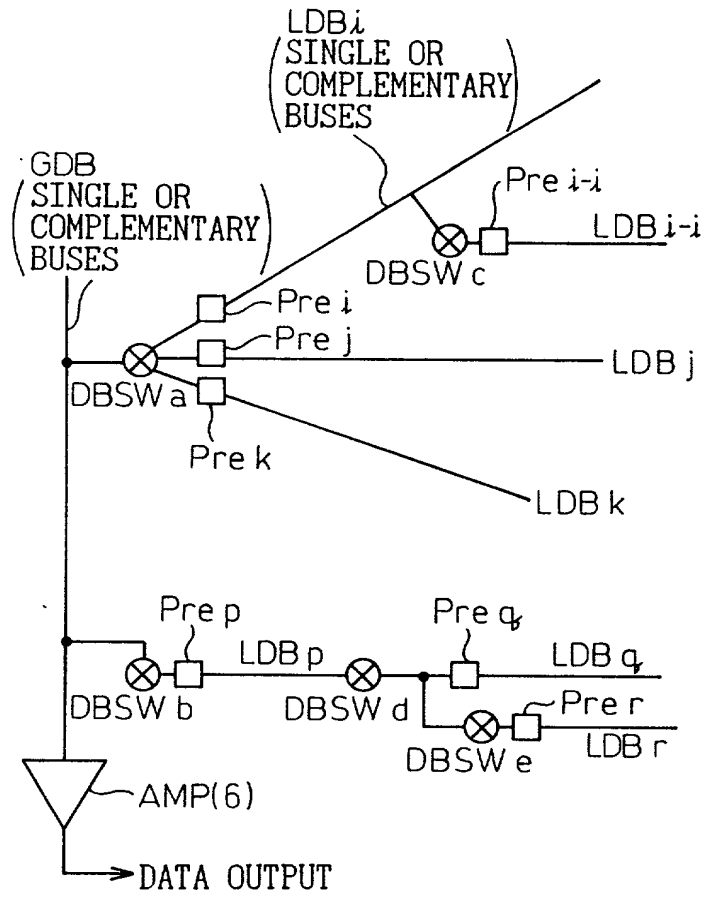 LDBi
(SINGLE OR
COMPLEMENTARY
BUSES)
GDB
(SINGLE OR
COMPLEMENTARY
BUSES)
Pre i-i
LDB i-i
DBSW c
Pre i
Pre j
LDB j
DBSW a
Pre k
LDB k
Pre p
Pre q
LDB p
LDB q
DBSW b
DBSW d
Pre r
LDB r
DBSW e
AMP(6)
DATA OUTPUT